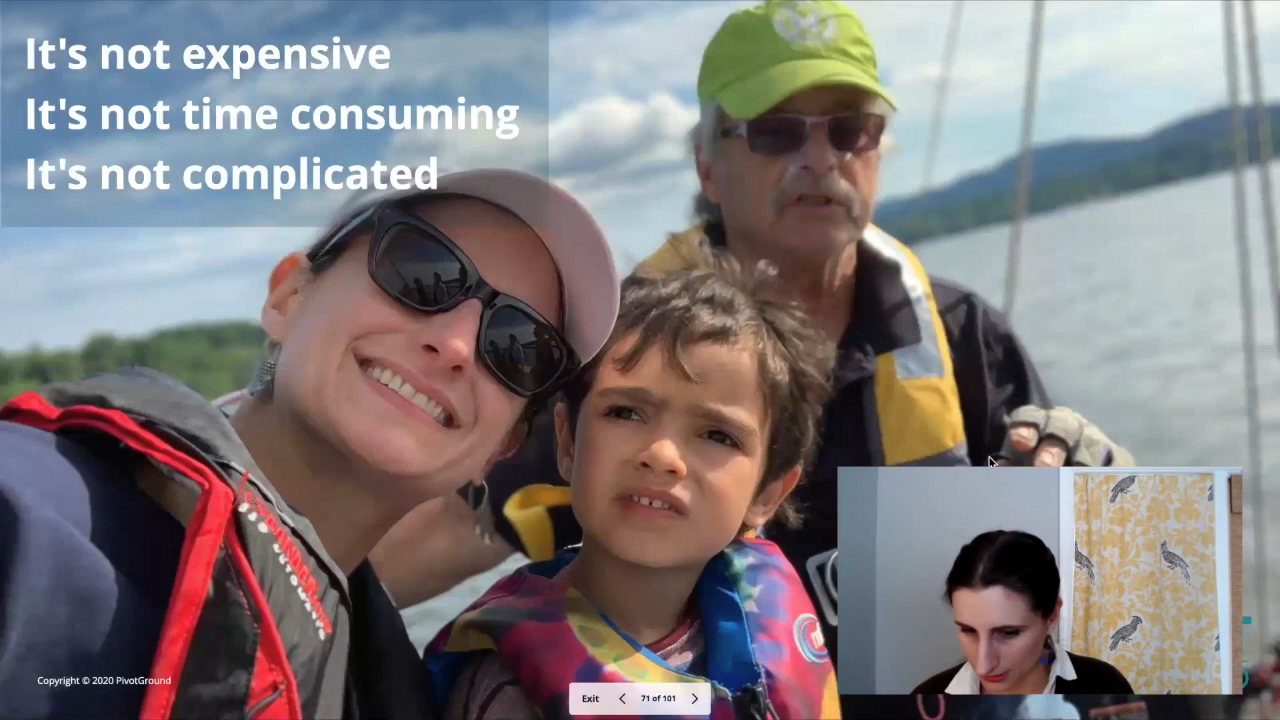 It's not expensive
It's not time consuming
It's not complicated
Copyright © 2020 PivotGround
Exit
71 of 101